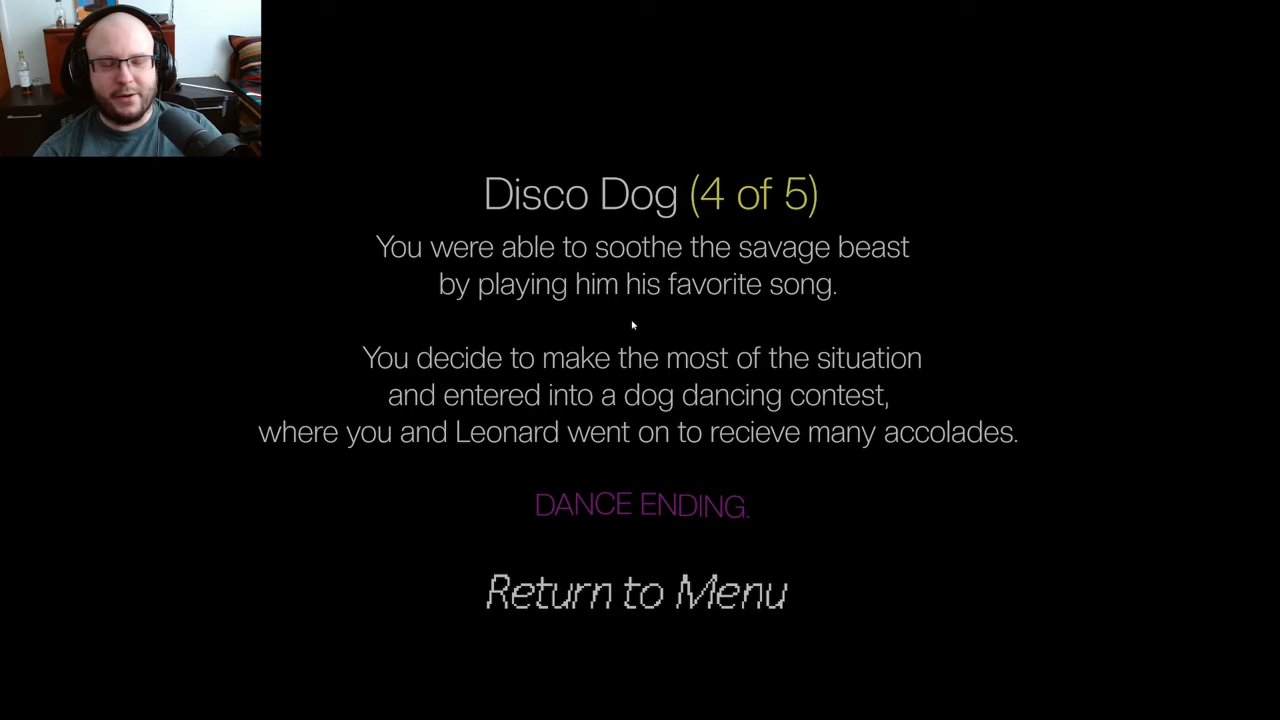 Disco Dog (4 of 5)
You were able to soothe the savage beast
by playing him his favorite song.
You decide to make the most of the situation
and entered into a dog dancing contest,
where you and Leonard went on to recieve many accolades.
DANCE ENDING.
Return to Menu